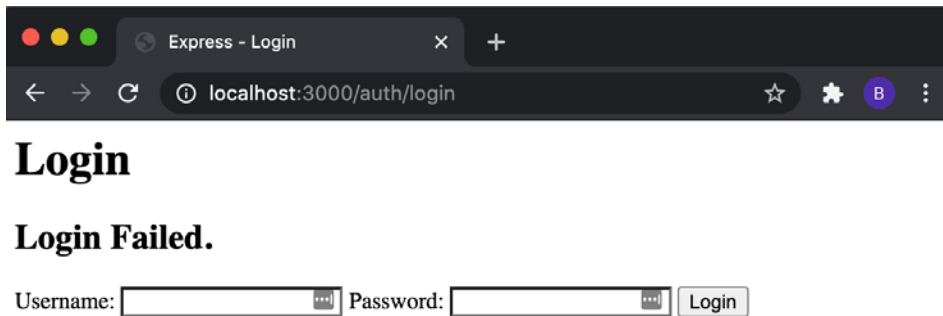 Express - Login
localhost:3000/auth/login
B
Login
Login Failed.
Username: Password: Login